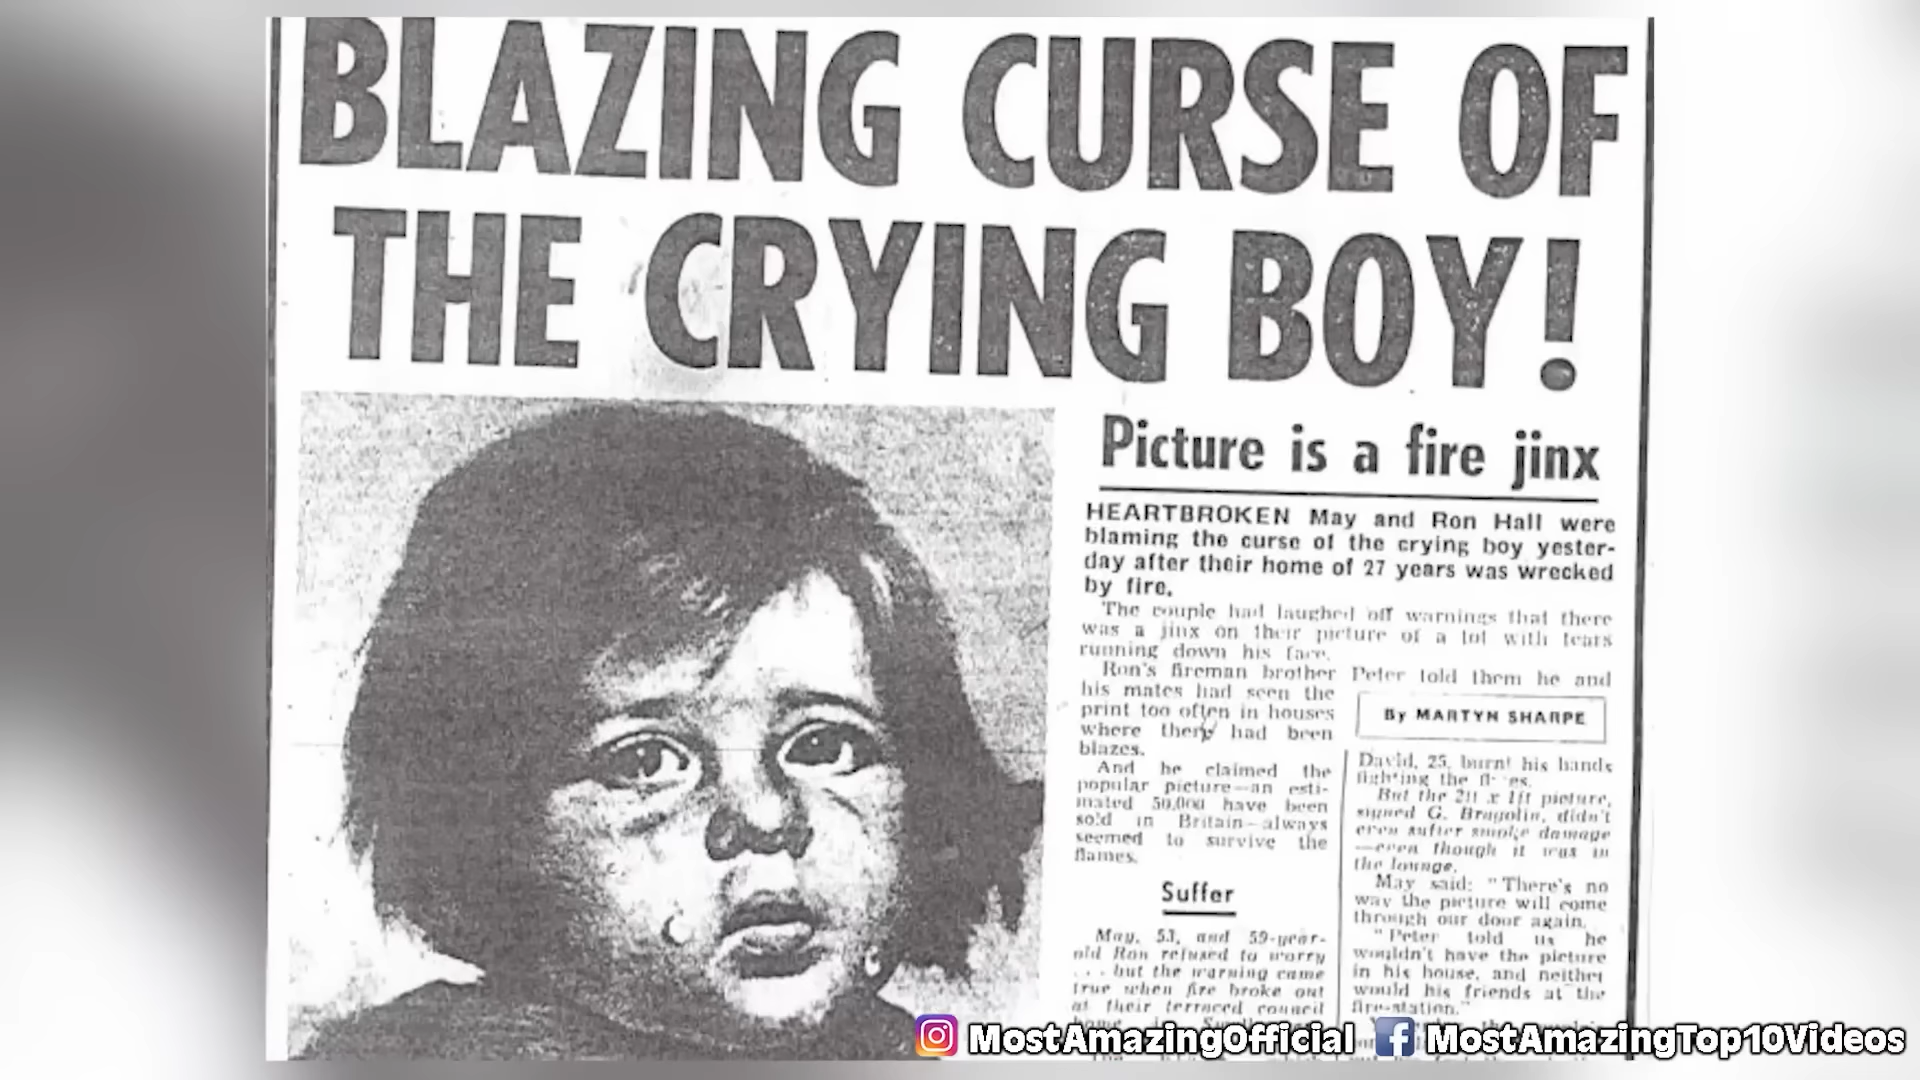 BLAZING CURSE OF
THE CRYING BOY!
Picture is a fire jinx
HEARTBROKEN May and Ron Hall were
blaming the curse of the crying boy yester-
day after their home of 27 years was wrecked
by fire.
The couple had laughed off warnings that there
was a jinx on their picture of a tot with tears
running down his face.
Ron's fireman brother Peter told them he and
his mates had seen the
print too often in houses
where there had been
blazes.
And he claimed the
popular picture—an esti-
mated 50,000 have been
sold in Britain—always
seemed to survive the
flames.
Suffer
May, 53, and 59-year-
old Ron refused to worry
. . . but the warning came
true when fire broke out
at their terraced council
By MARTYN SHARPE
David, 25, burnt his hands
fighting the
But the 2ft x 1ft picture,
signed G. Bragolin, didn't
even suffer smoke damage
—even though it was in
the lounge.
May said: "There's no
way the picture will come
through our door again.
"Peter told us he
wouldn't have the picture
in his house, and neither
would his friends at the
fire-station."
MostAmazingOfficial MostAmazingTop10Videos